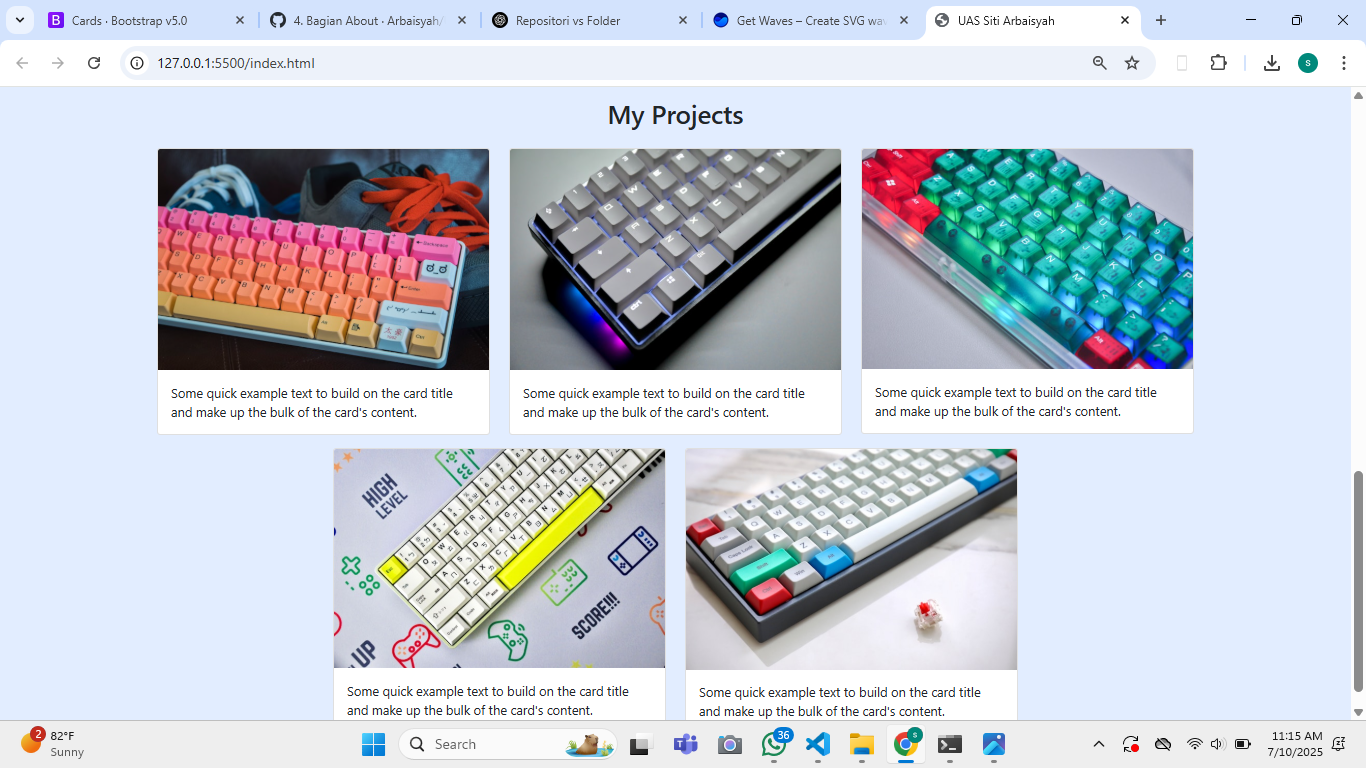 Cards · Bootstrap v5.0
4. Bagian About · Arbaisyah/
Repositori vs Folder
Get Waves – Create SVG wav
UAS Siti Arbaisyah
127.0.0.1:5500/index.html
s
My Projects
Some quick example text to build on the card title
and make up the bulk of the card's content.
Some quick example text to build on the card title
and make up the bulk of the card's content.
Some quick example text to build on the card title
and make up the bulk of the card's content.
HIGH
LEVEL
SCORE!!!
UP
Some quick example text to build on the card title
and make up the bulk of the card's content.
Some quick example text to build on the card title
and make up the bulk of the card's content.
2
82°F
Sunny
Search
36
s
11:15 AM
7/10/2025